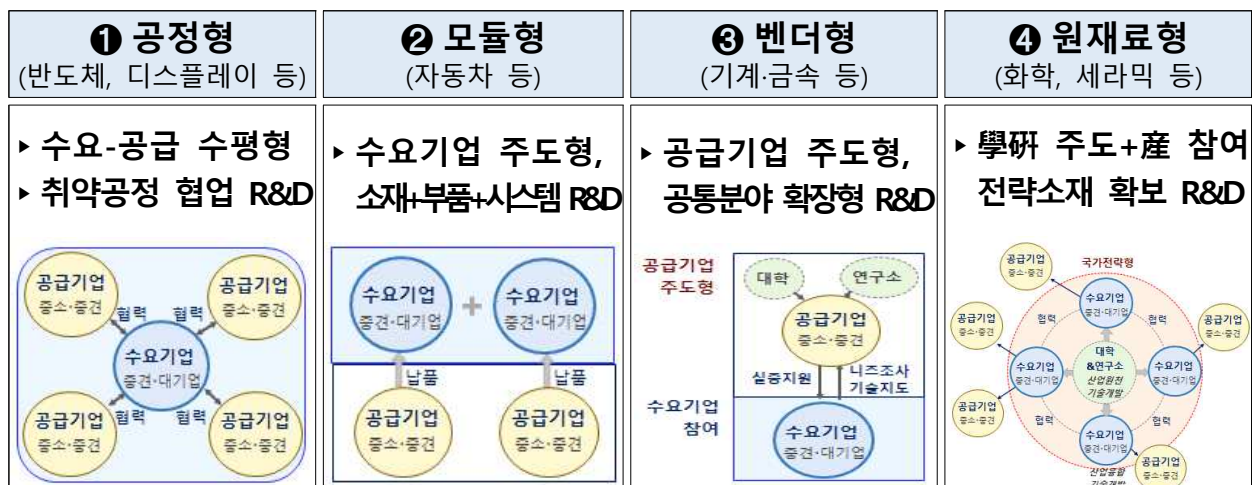 ❶ 공정형
(반도체, 디스플레이 등)
▸ 수요-공급 수평형
▸ 취약공정 협업 R&D
공급기업
중소·중견
공급기업
중소·중견
협력
협력
수요기업
중견·대기업
협력
협력
공급기업
중소·중견
공급기업
중소·중견
❷ 모듈형
(자동차 등)
▸ 수요기업 주도형,
소재+부품+시스템 R&D
수요기업
중견·대기업
+
수요기업
중견·대기업
납품
납품
공급기업
중소·중견
공급기업
중소·중견
❸ 벤더형
(기계·금속 등)
▸ 공급기업 주도형,
공통분야 확장형 R&D
공급기업
주도형
대학
연구소
공급기업
중소·중견
실증지원
니즈조사
기술지도
수요기업
참여
수요기업
중견·대기업
❹ 원재료형
(화학, 세라믹 등)
▸ 學硏 주도+産 참여
전략소재 확보 R&D
공급기업
중소·중견
국가전략형
수요기업
중견·대기업
공급기업
중소·중견
협력
협력
공급기업
중소·중견
수요기업
중견·대기업
대학
&연구소
산업원천
기술개발
수요기업
중견·대기업
공급기업
중소·중견
협력
협력
수요기업
중견·대기업
공급기업
중소·중견
산업융합
기술개발